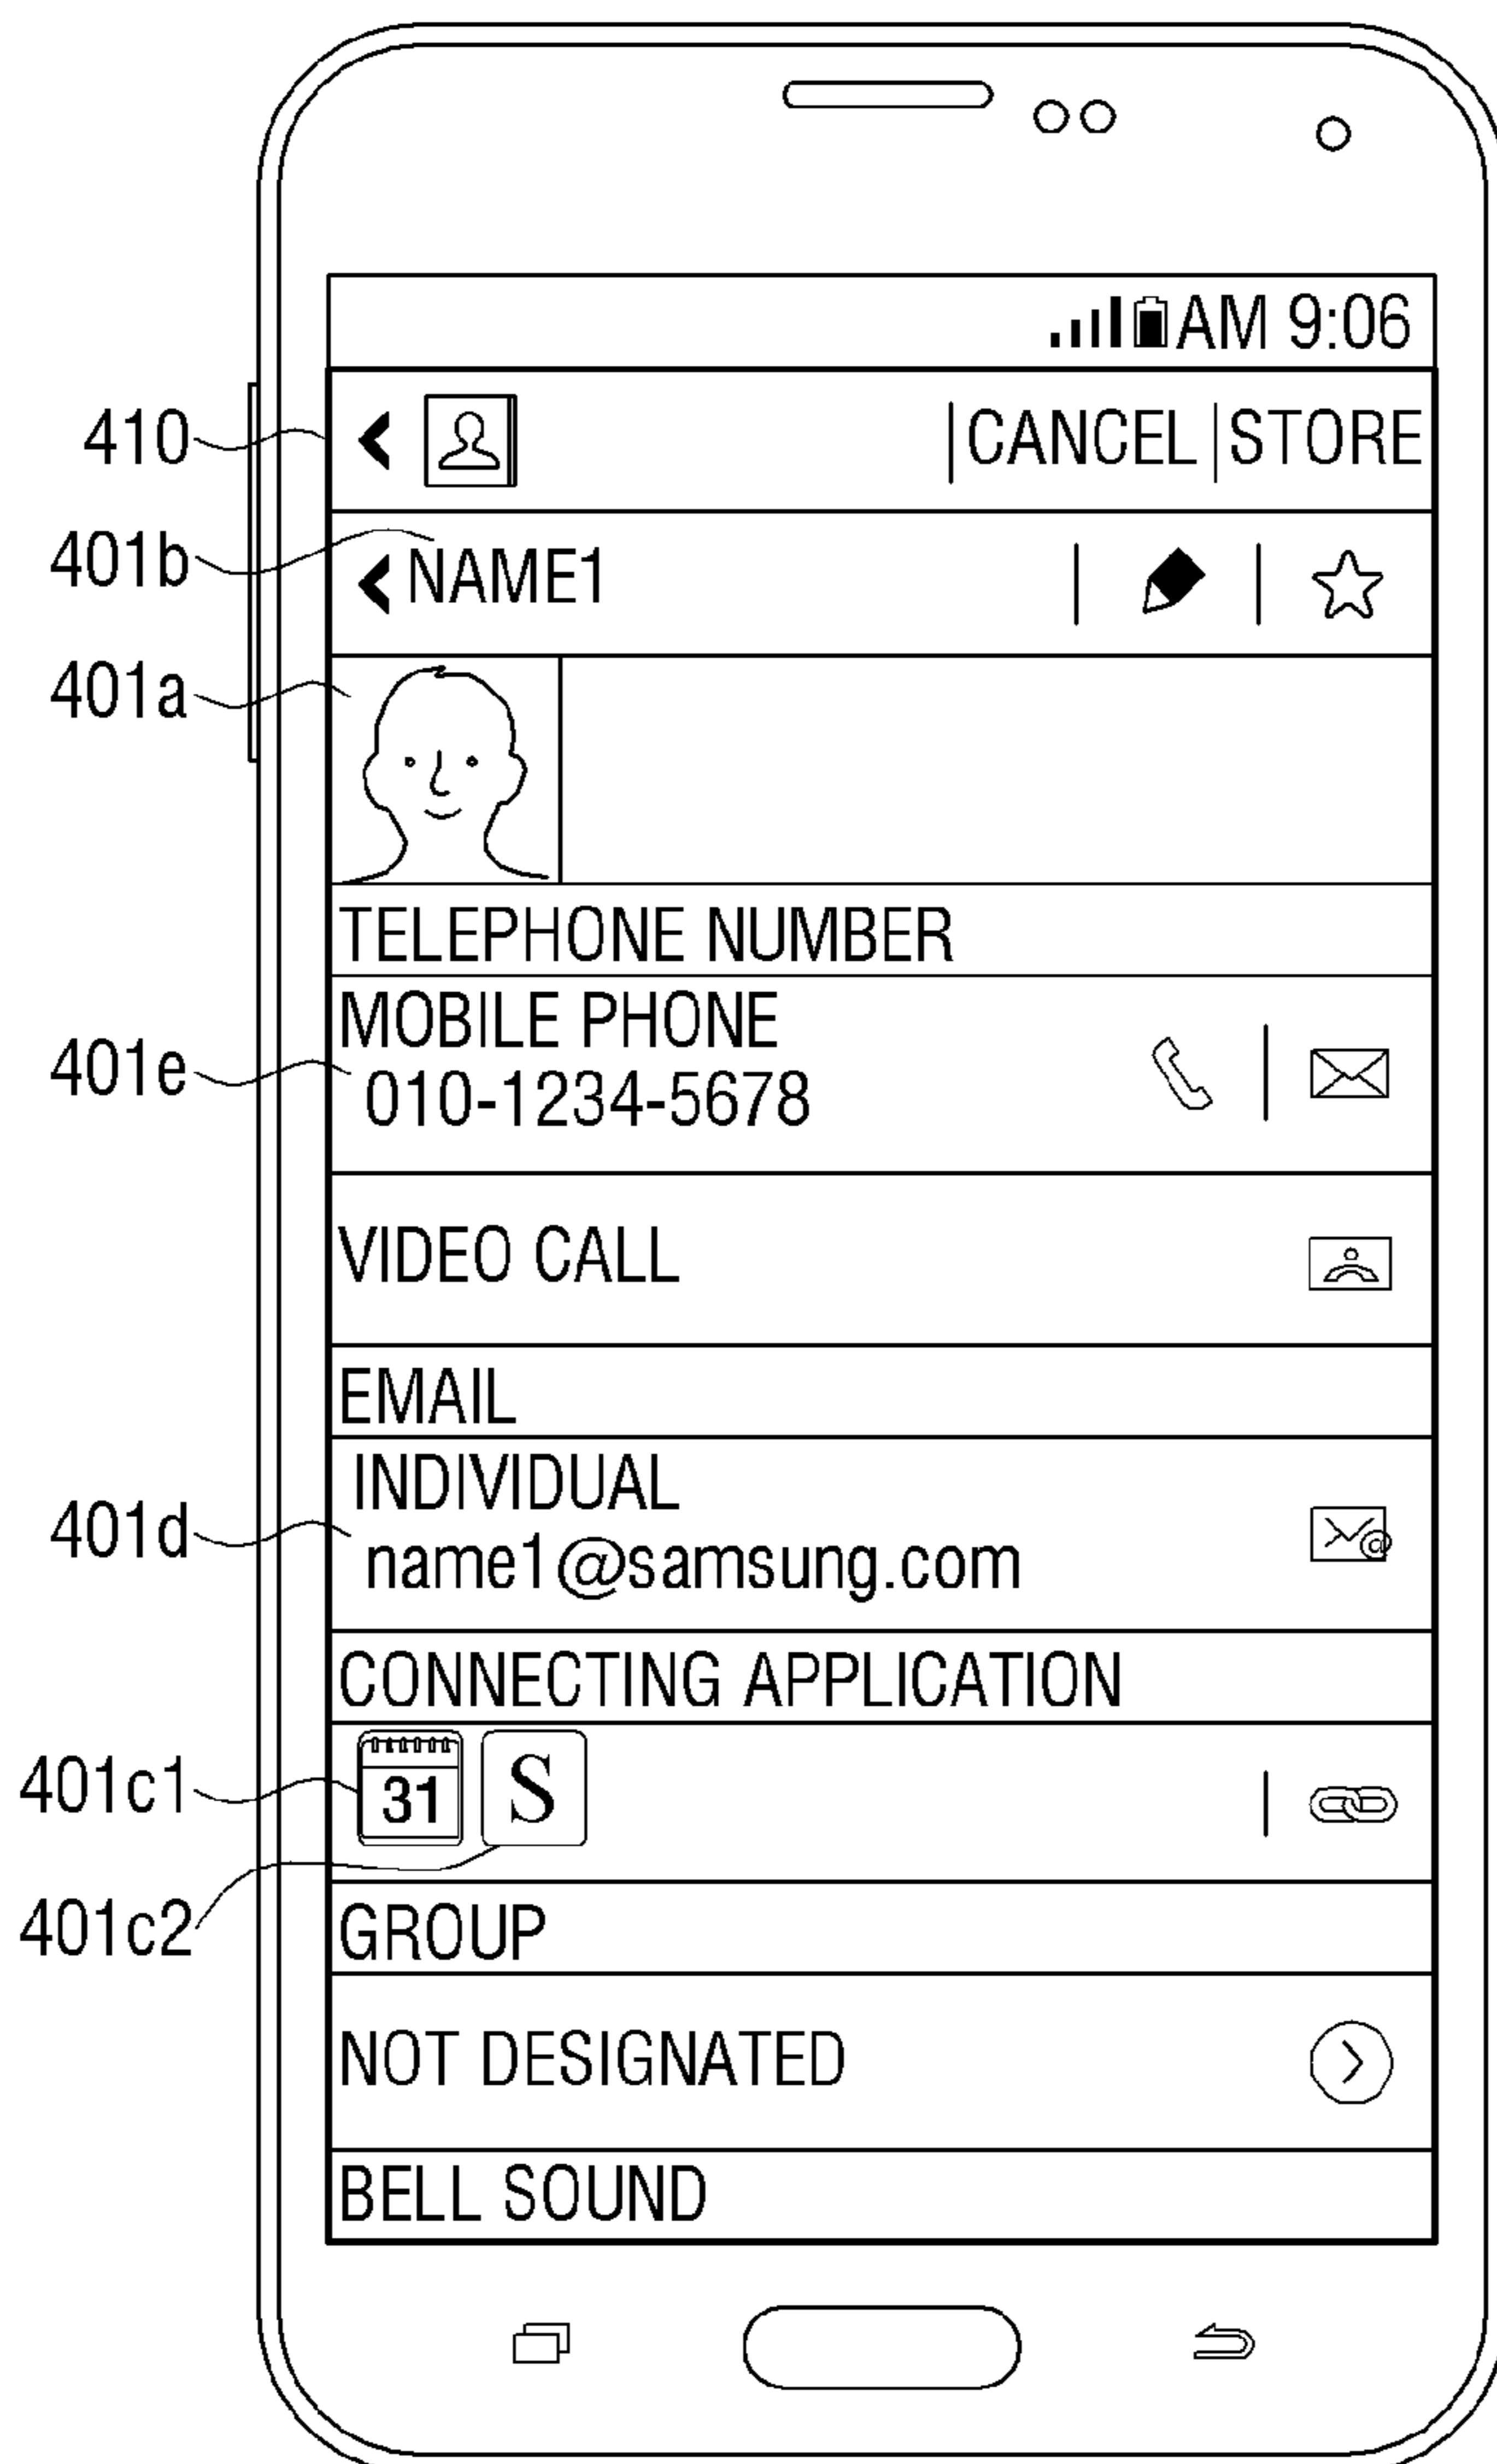 AM 9:06
410
CANCEL STORE
401b
NAME1
401a
TELEPHONE NUMBER
MOBILE PHONE
401e
010-1234-5678
VIDEO CALL
EMAIL
INDIVIDUAL
401d
name1@samsung.com
CONNECTING APPLICATION
401c1
31 S
401c2
GROUP
NOT DESIGNATED
BELL SOUND